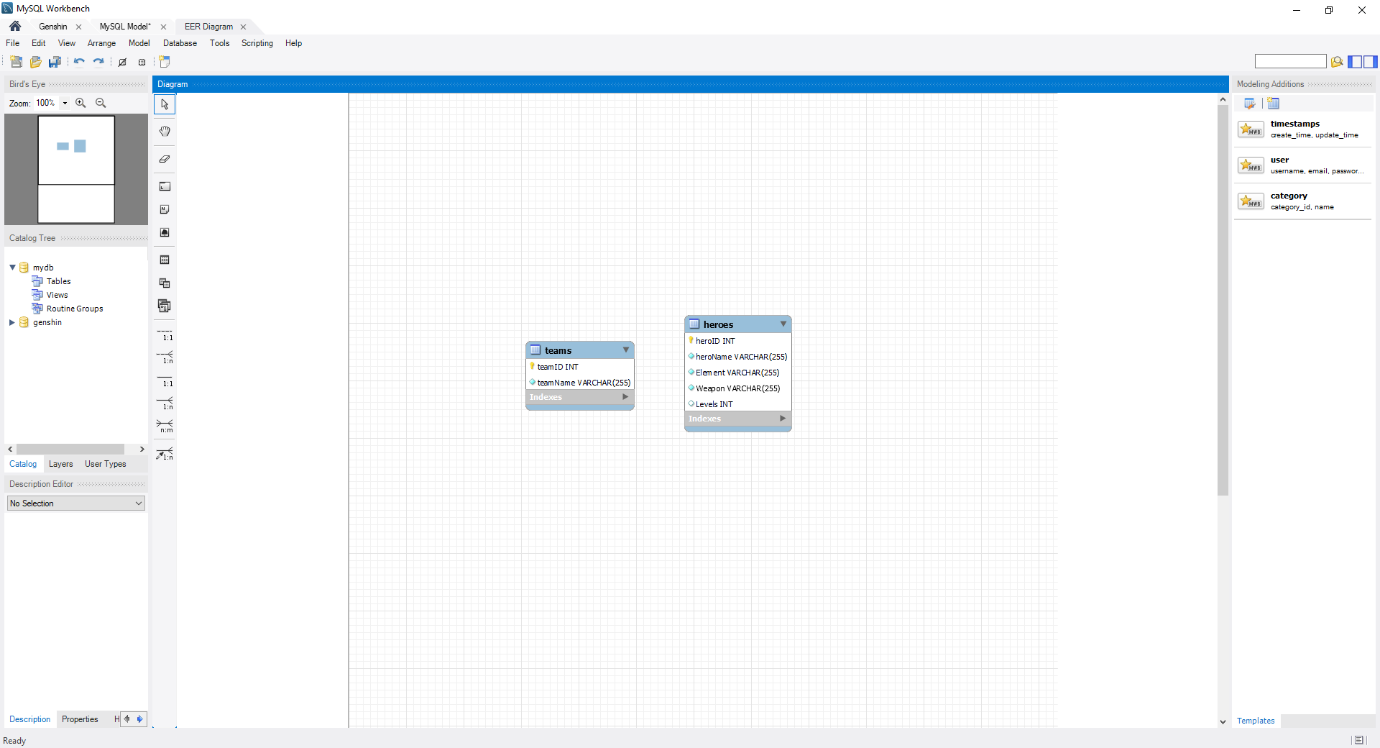 MySQL Workbench
Genshin
MySQL Model*
EER Diagram
File Edit View Arrange Model Database Tools Scripting Help
Bird's Eye
Zoom: 100%
Catalog Tree
mydb
Tables
Views
Routine Groups
genshin
Catalog Layers User Types
Description Editor
No Selection
Description Properties H
Ready
Diagram
1:1
1:n
1:1
1:n
n:m
1:n
teams
teamID INT
teamName VARCHAR(255)
Indexes
heroes
heroID INT
heroName VARCHAR(255)
Element VARCHAR(255)
Weapon VARCHAR(255)
Levels INT
Indexes
Modeling Additions
timestamps
create_time, update_time
user
username, email, passwor...
category
category_id, name
Templates